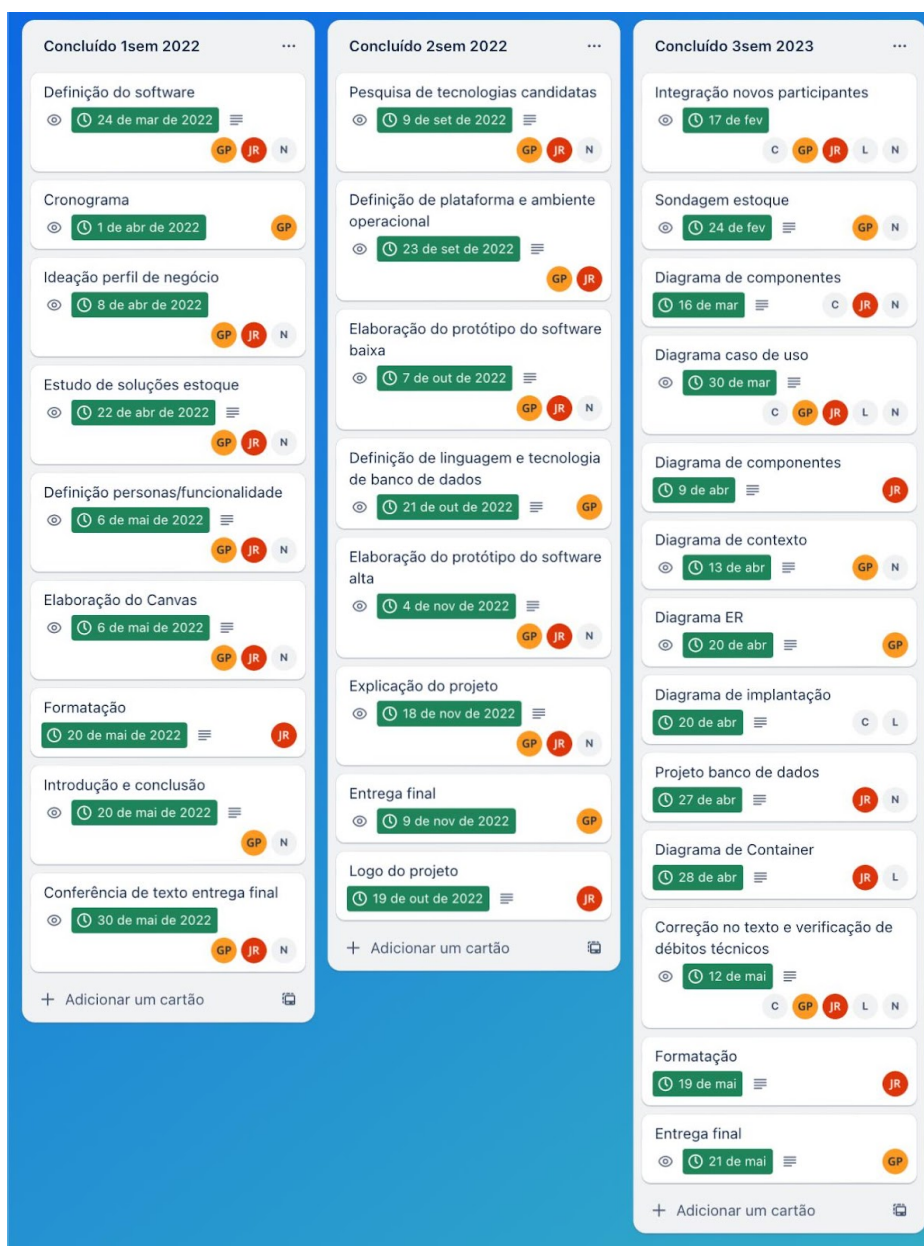 Concluído 1sem 2022
Definição do software
24 de mar de 2022
GP JR N
Cronograma
1 de abr de 2022
GP
Ideação perfil de negócio
8 de abr de 2022
GP JR N
Estudo de soluções estoque
22 de abr de 2022
GP JR N
Definição personas/funcionalidade
6 de mai de 2022
GP JR N
Elaboração do Canvas
6 de mai de 2022
GP JR N
Formatação
20 de mai de 2022
JR
Introdução e conclusão
20 de mai de 2022
GP N
Conferência de texto entrega final
30 de mai de 2022
GP JR N
+ Adicionar um cartão
Concluído 2sem 2022
Pesquisa de tecnologias candidatas
9 de set de 2022
GP JR N
Definição de plataforma e ambiente
operacional
23 de set de 2022
GP JR
Elaboração do protótipo do software
baixa
7 de out de 2022
GP JR N
Definição de linguagem e tecnologia
de banco de dados
21 de out de 2022
GP
Elaboração do protótipo do software
alta
4 de nov de 2022
GP JR N
Explicação do projeto
18 de nov de 2022
GP JR N
Entrega final
9 de nov de 2022
GP
Logo do projeto
19 de out de 2022
JR
+ Adicionar um cartão
Concluído 3sem 2023
Integração novos participantes
17 de fev
C GP JR L N
Sondagem estoque
24 de fev
GP N
Diagrama de componentes
16 de mar
C JR N
Diagrama caso de uso
30 de mar
C GP JR L N
Diagrama de componentes
9 de abr
JR
Diagrama de contexto
13 de abr
GP N
Diagrama ER
20 de abr
GP
Diagrama de implantação
20 de abr
C L
Projeto banco de dados
27 de abr
JR N
Diagrama de Container
28 de abr
JR L
Correção no texto e verificação de
débitos técnicos
12 de mai
C GP JR L N
Formatação
19 de mai
JR
Entrega final
21 de mai
GP
+ Adicionar um cartão